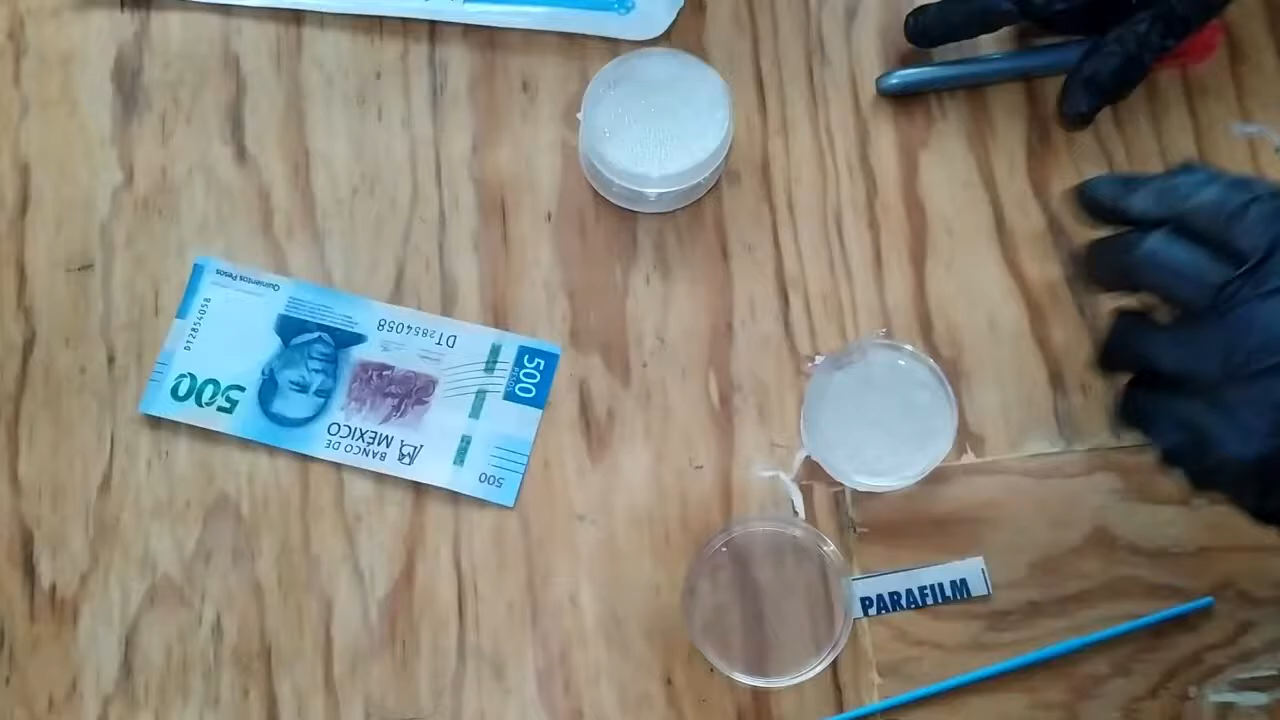 Quinientos Pesos
DT2854058
DT2854058
500
500
PESOS
BANCO DE
MÉXICO
500
PARAFILM